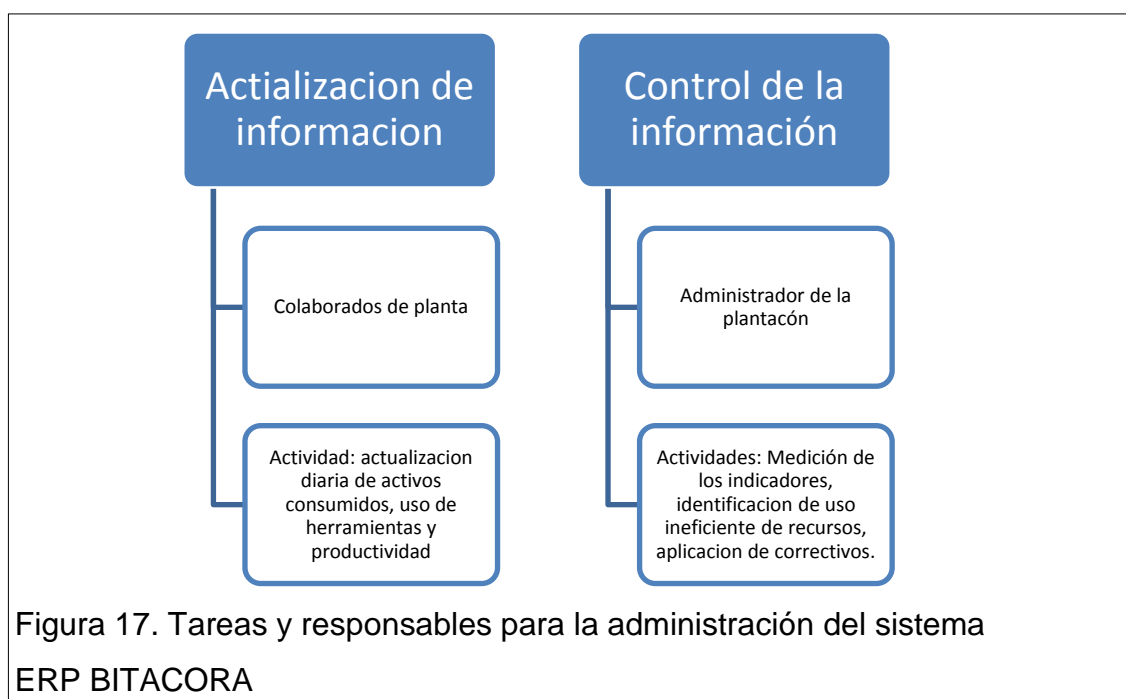 Actialización de
informacion
Colaborados de planta
Actividad: actualizacion
diaria de activos
consumidos, uso de
herramientas y
productividad
Control de la
información
Administrador de la
plantacón
Actividades: Medición de
los indicadores,
identificacion de uso
ineficiente de recursos,
aplicacion de correctivos.
Figura 17. Tareas y responsables para la administración del sistema
ERP BITACORA